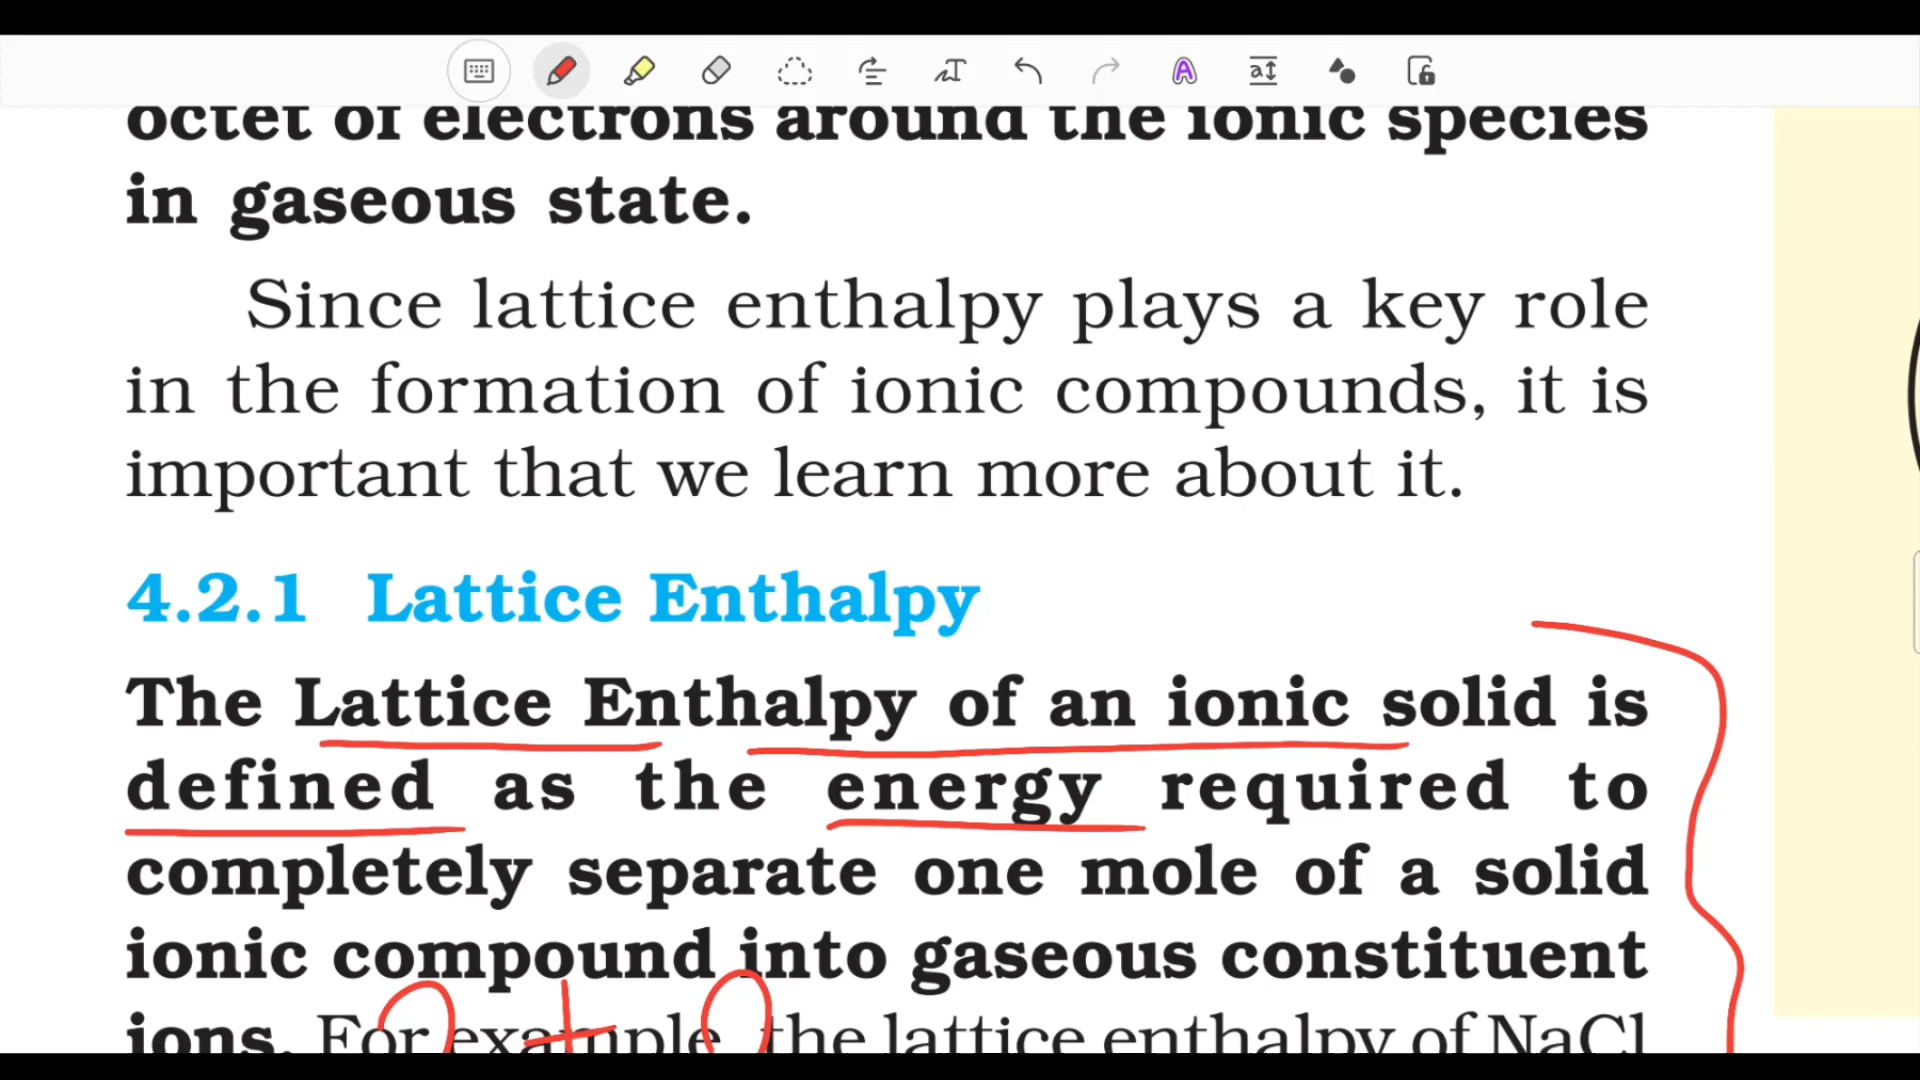 octet of electrons around the ionic species
in gaseous state.
Since lattice enthalpy plays a key role
in the formation of ionic compounds, it is
important that we learn more about it.
4.2.1 Lattice Enthalpy
The Lattice Enthalpy of an ionic solid is
defined as the energy required to
completely separate one mole of a solid
ionic compound into gaseous constituent
ions. For example, the lattice enthalpy of NaCl